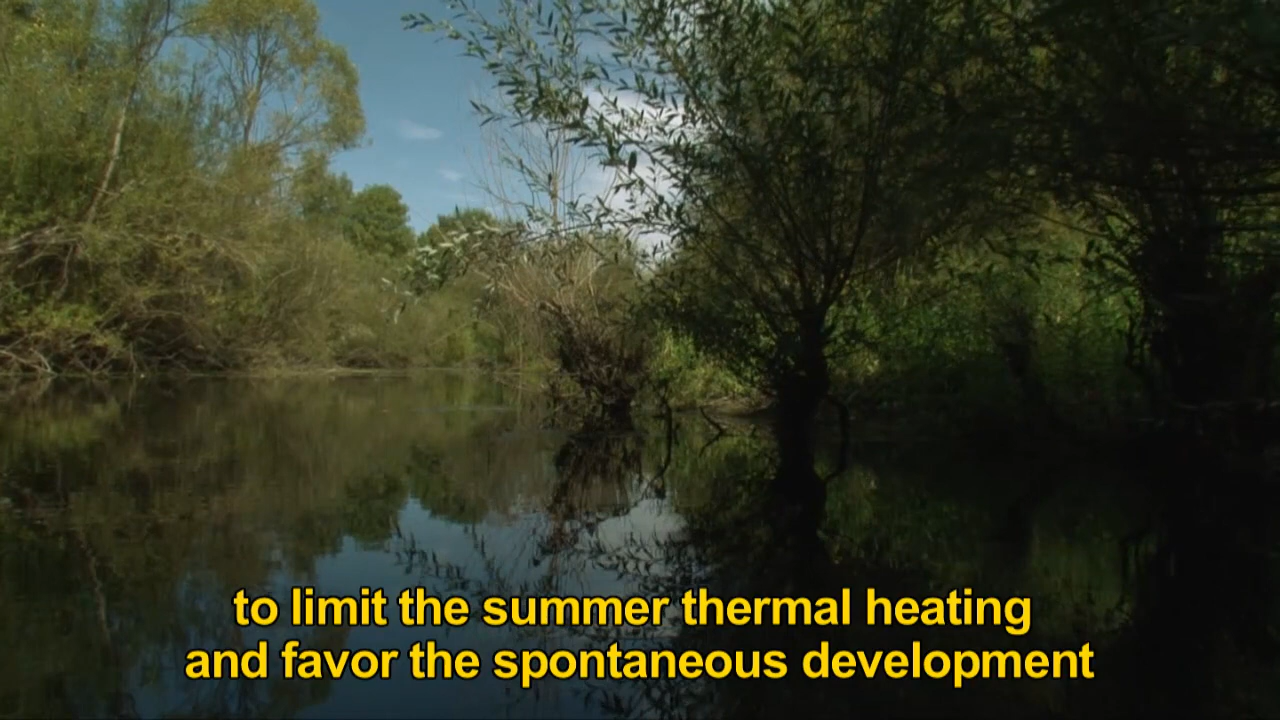 to limit the summer thermal heating
and favor the spontaneous development